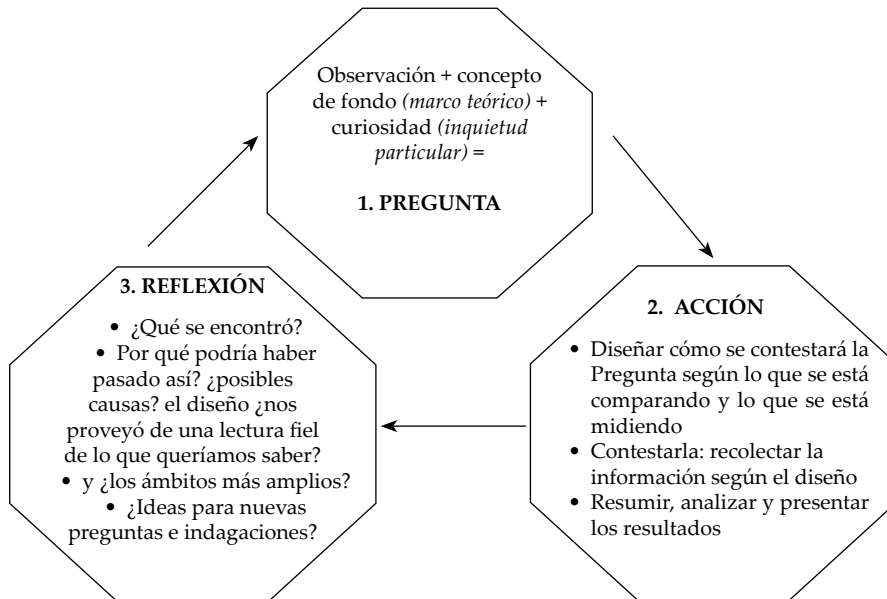 Observación + concepto
de fondo (marco teórico) +
curiosidad (inquietud
particular) =
1. PREGUNTA
2. ACCIÓN
• Diseñar cómo se contestará la
Pregunta según lo que se está
comparando y lo que se está
midiendo
• Contestarla: recolectar la
información según el diseño
• Resumir, analizar y presentar
los resultados
3. REFLEXIÓN
• ¿Qué se encontró?
• Por qué podría haber
pasado así? ¿posibles
causas? el diseño ¿nos
proveyó de una lectura fiel
de lo que queríamos saber?
• y ¿los ámbitos más amplios?
• ¿Ideas para nuevas
preguntas e indagaciones?